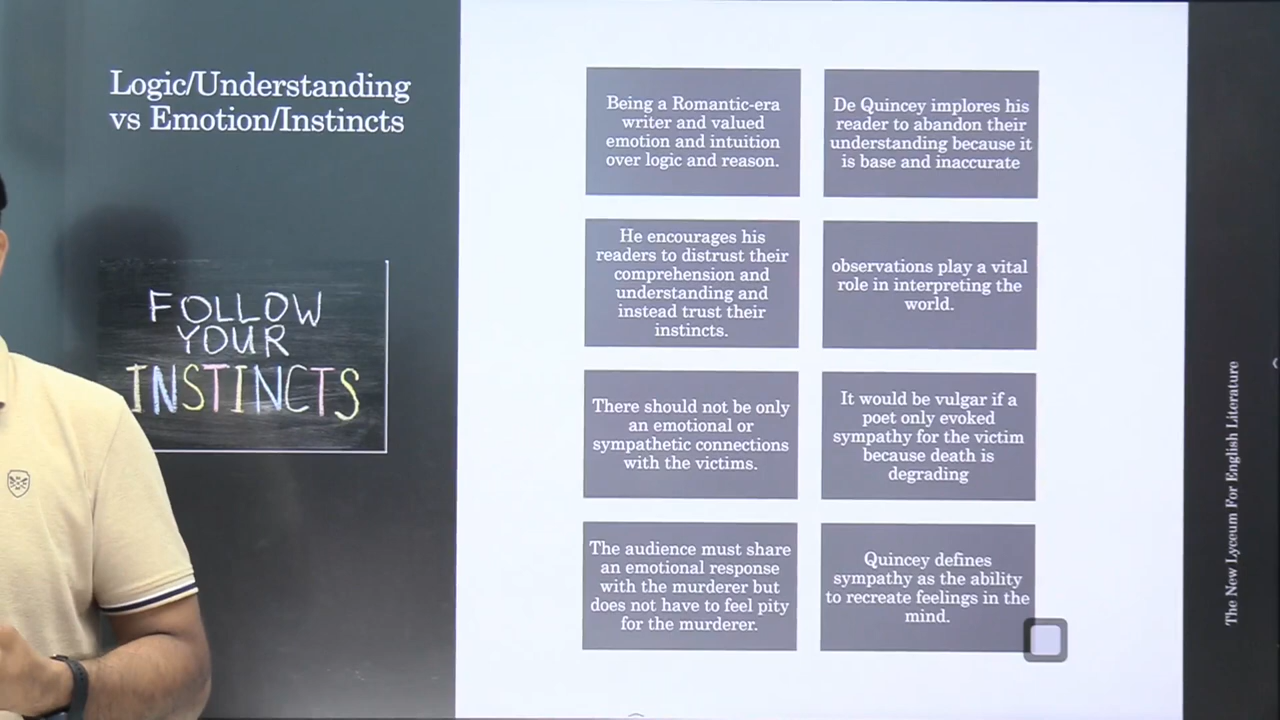 Logic/Understanding
vs Emotion/Instincts
FOLLOW
YOUR
INSTINCTS
Being a Romantic-era
writer and valued
emotion and intuition
over logic and reason.
De Quincey implores his
reader to abandon their
understanding because it
is base and inaccurate
He encourages his
readers to distrust their
comprehension and
understanding and
instead trust their
instincts.
observations play a vital
role in interpreting the
world.
There should not be only
an emotional or
sympathetic connections
with the victims.
It would be vulgar if a
poet only evoked
sympathy for the victim
because death is
degrading
The audience must share
an emotional response
with the murderer but
does not have to feel pity
for the murderer.
Quincey defines
sympathy as the ability
to recreate feelings in the
mind.
The New Lyceum For English Literature